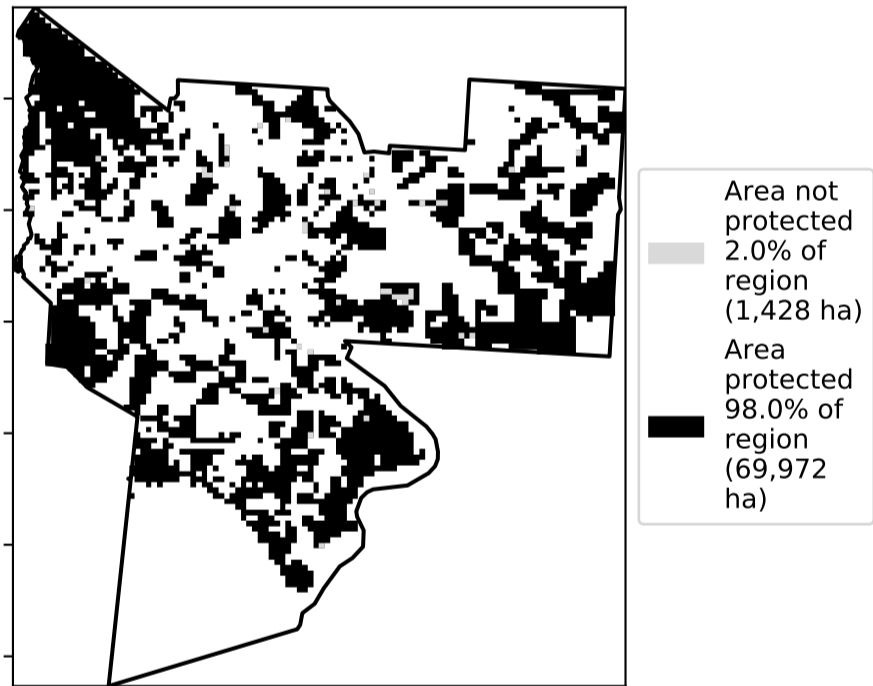 Area not
protected
2.0% of
region
(1,428 ha)
Area
protected
98.0% of
region
(69,972
ha)